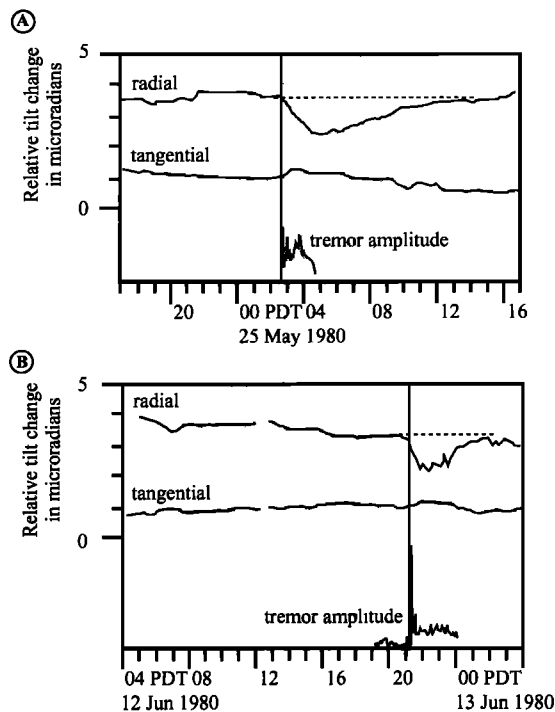 A
5
radial
tangential
0
Relative tilt change
in microradians
tremor amplitude
20 00 PDT 04 08 12 16
25 May 1980
B
5
radial
tangential
0
Relative tilt change
in microradians
tremor amplitude
04 PDT 08 12 16 20 00 PDT
12 Jun 1980 13 Jun 1980